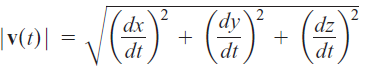 |v(t)| = √((dx/dt)² + (dy/dt)² + (dz/dt)²)